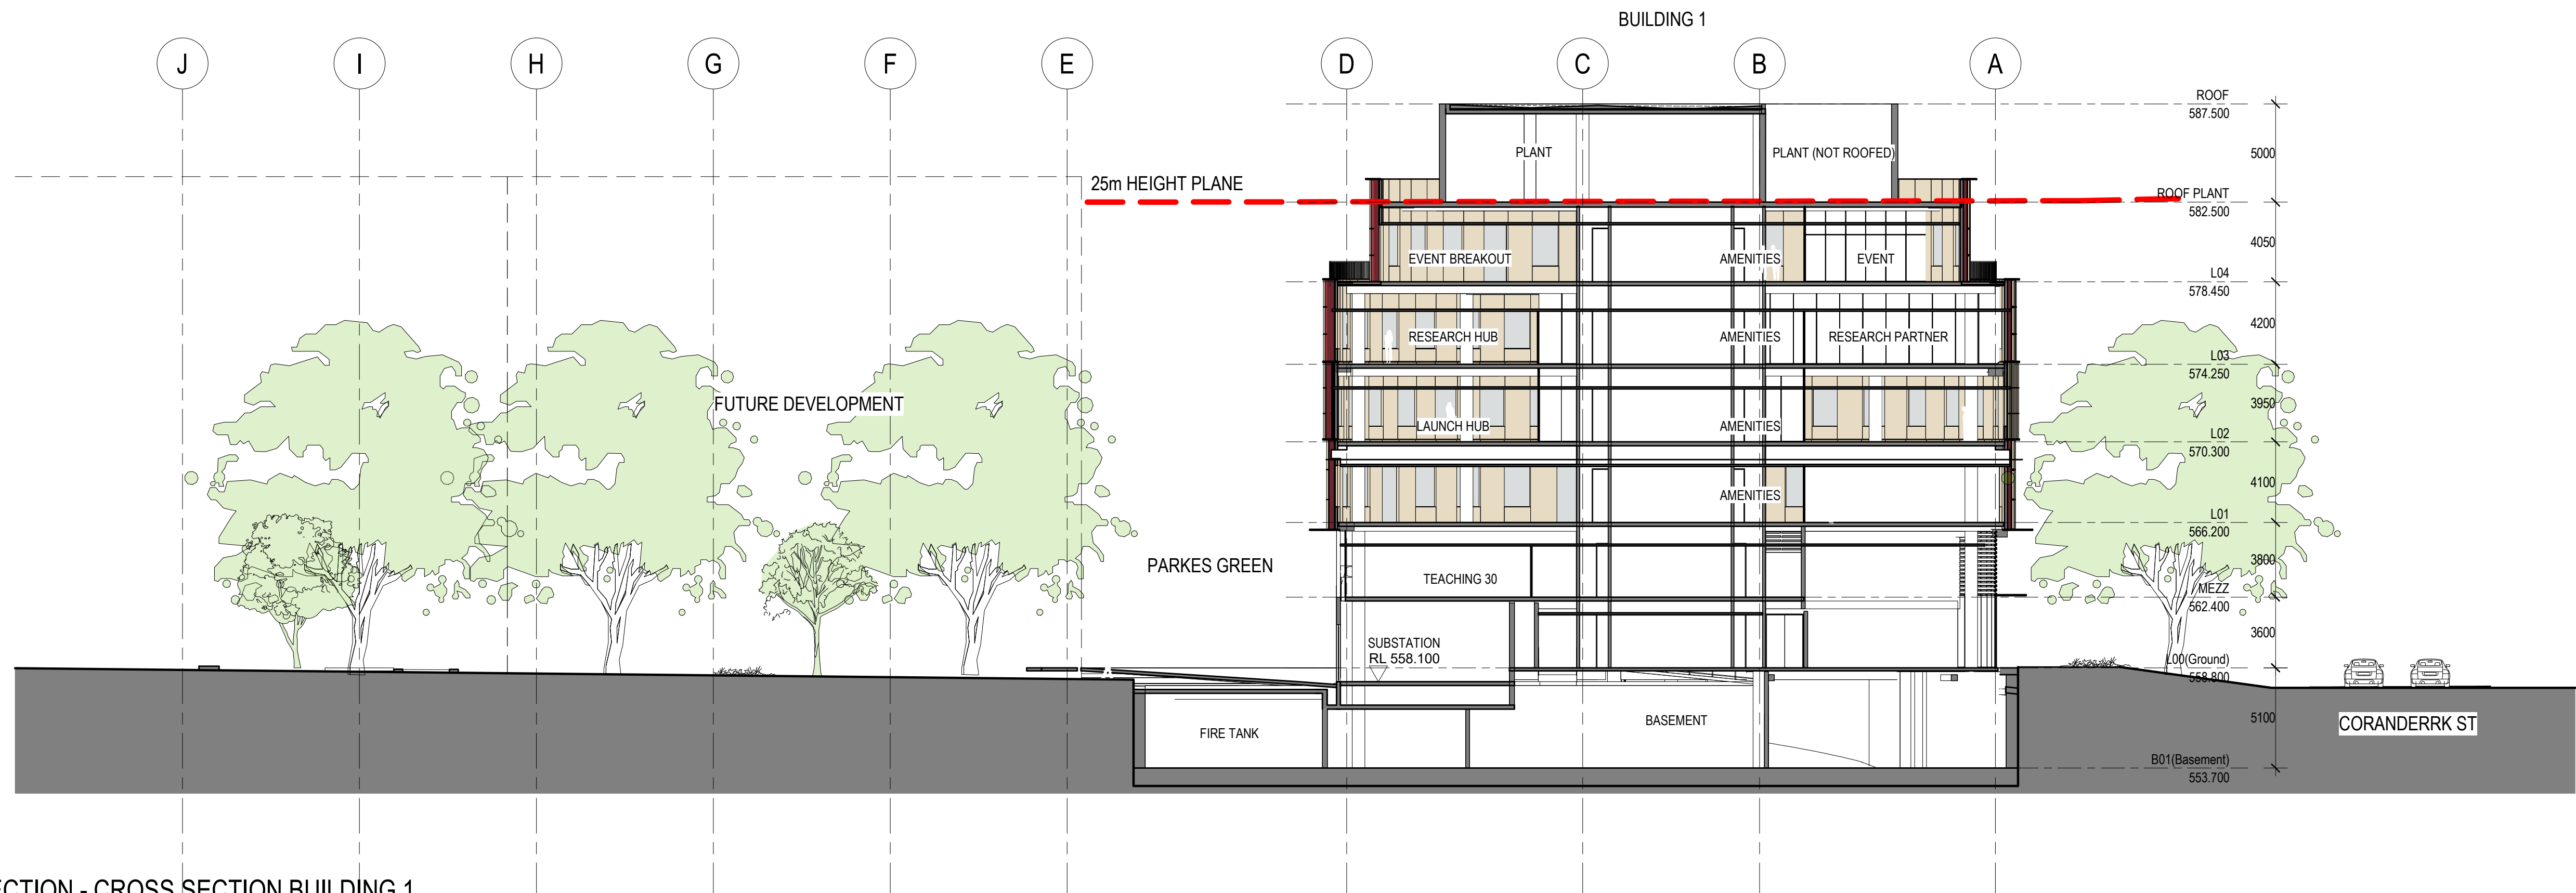 BUILDING 1
J
I
H
G
F
E
D
C
B
A
ROOF
587.500
PLANT
PLANT (NOT ROOFED)
5000
25m HEIGHT PLANE
ROOF PLANT
582.500
4050
EVENT BREAKOUT
AMENITIES
EVENT
L04
578.450
4200
RESEARCH HUB
AMENITIES
RESEARCH PARTNER
L03
574.250
FUTURE DEVELOPMENT
3950
LAUNCH HUB
AMENITIES
L02
570.300
4100
AMENITIES
L01
566.200
PARKES GREEN
3800
TEACHING 30
MEZZ
562.400
3600
SUBSTATION
RL 558.100
L00(Ground)
558.800
5100
BASEMENT
CORANDERRK ST
FIRE TANK
B01(Basement)
553.700
ECTION - CROSS SECTION BUILDING 1